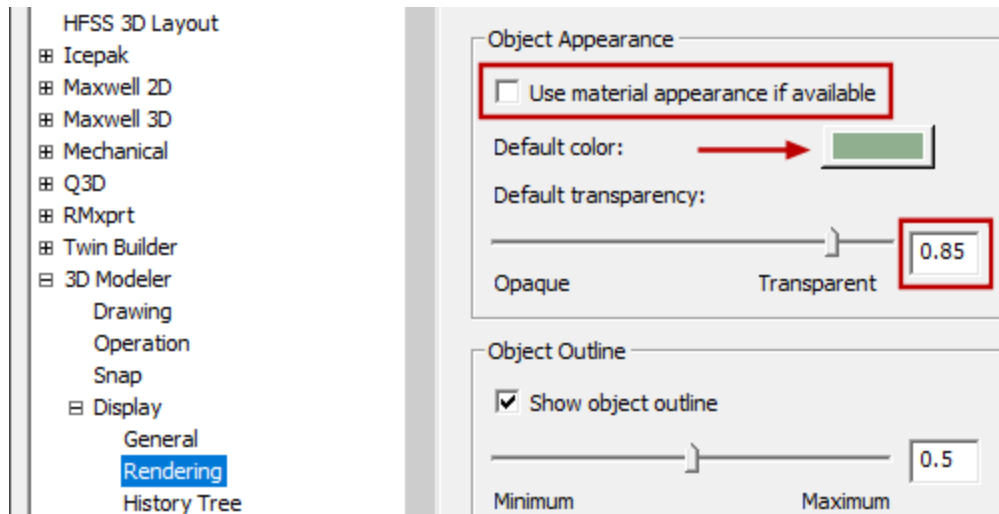 HFSS 3D Layout
Icepak
Maxwell 2D
Maxwell 3D
Mechanical
Q3D
RMxprt
Twin Builder
3D Modeler
Drawing
Operation
Snap
Display
General
Rendering
History Tree
Object Appearance
Use material appearance if available
Default color:
Default transparency:
0.85
Opaque Transparent
Object Outline
Show object outline
0.5
Minimum Maximum